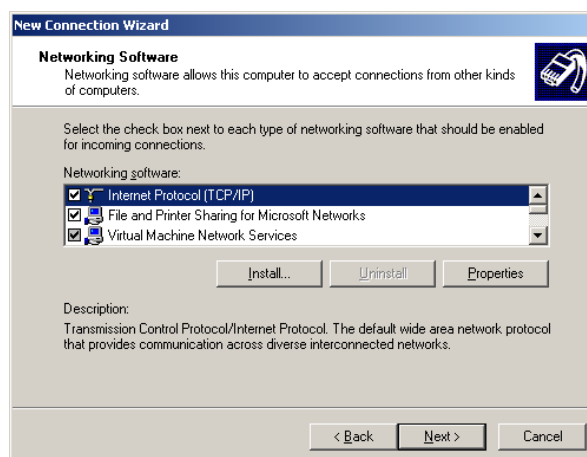 New Connection Wizard
Networking Software
Networking software allows this computer to accept connections from other kinds
of computers.
Select the check box next to each type of networking software that should be enabled
for incoming connections.
Networking software:
Internet Protocol (TCP/IP)
File and Printer Sharing for Microsoft Networks
Virtual Machine Network Services
Install... Uninstall Properties
Description:
Transmission Control Protocol/Internet Protocol. The default wide area network protocol
that provides communication across diverse interconnected networks.
< Back Next > Cancel